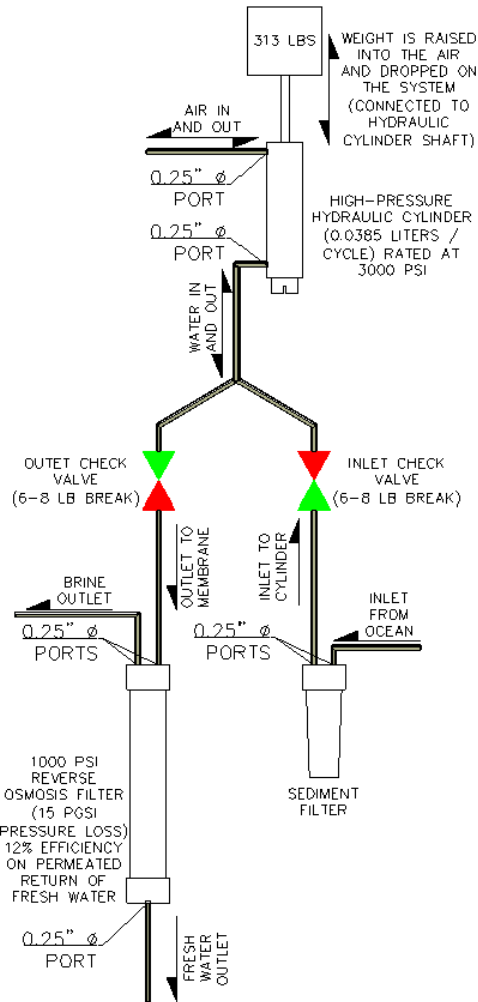 313 LBS
WEIGHT IS RAISED
INTO THE AIR
AND DROPPED ON
THE SYSTEM
(CONNECTED TO
HYDRAULIC
CYLINDER SHAFT)
AIR IN
AND OUT
0.25" ø
PORT
0.25" ø
PORT
HIGH-PRESSURE
HYDRAULIC CYLINDER
(0.0385 LITERS /
CYCLE) RATED AT
3000 PSI
WATER IN
AND OUT
OUTET CHECK
VALVE
(6-8 LB BREAK)
INLET CHECK
VALVE
(6-8 LB BREAK)
OUTLET TO
MEMBRANE
INLET TO
CYLINDER
BRINE
OUTLET
INLET
FROM
OCEAN
0.25" ø
PORTS
0.25" ø
PORTS
1000 PSI
REVERSE
OSMOSIS FILTER
(15 PGSI
PRESSURE LOSS)
12% EFFICIENCY
ON PERMEATED
RETURN OF
FRESH WATER
SEDIMENT
FILTER
0.25" ø
PORT
FRESH
WATER
OUTLET